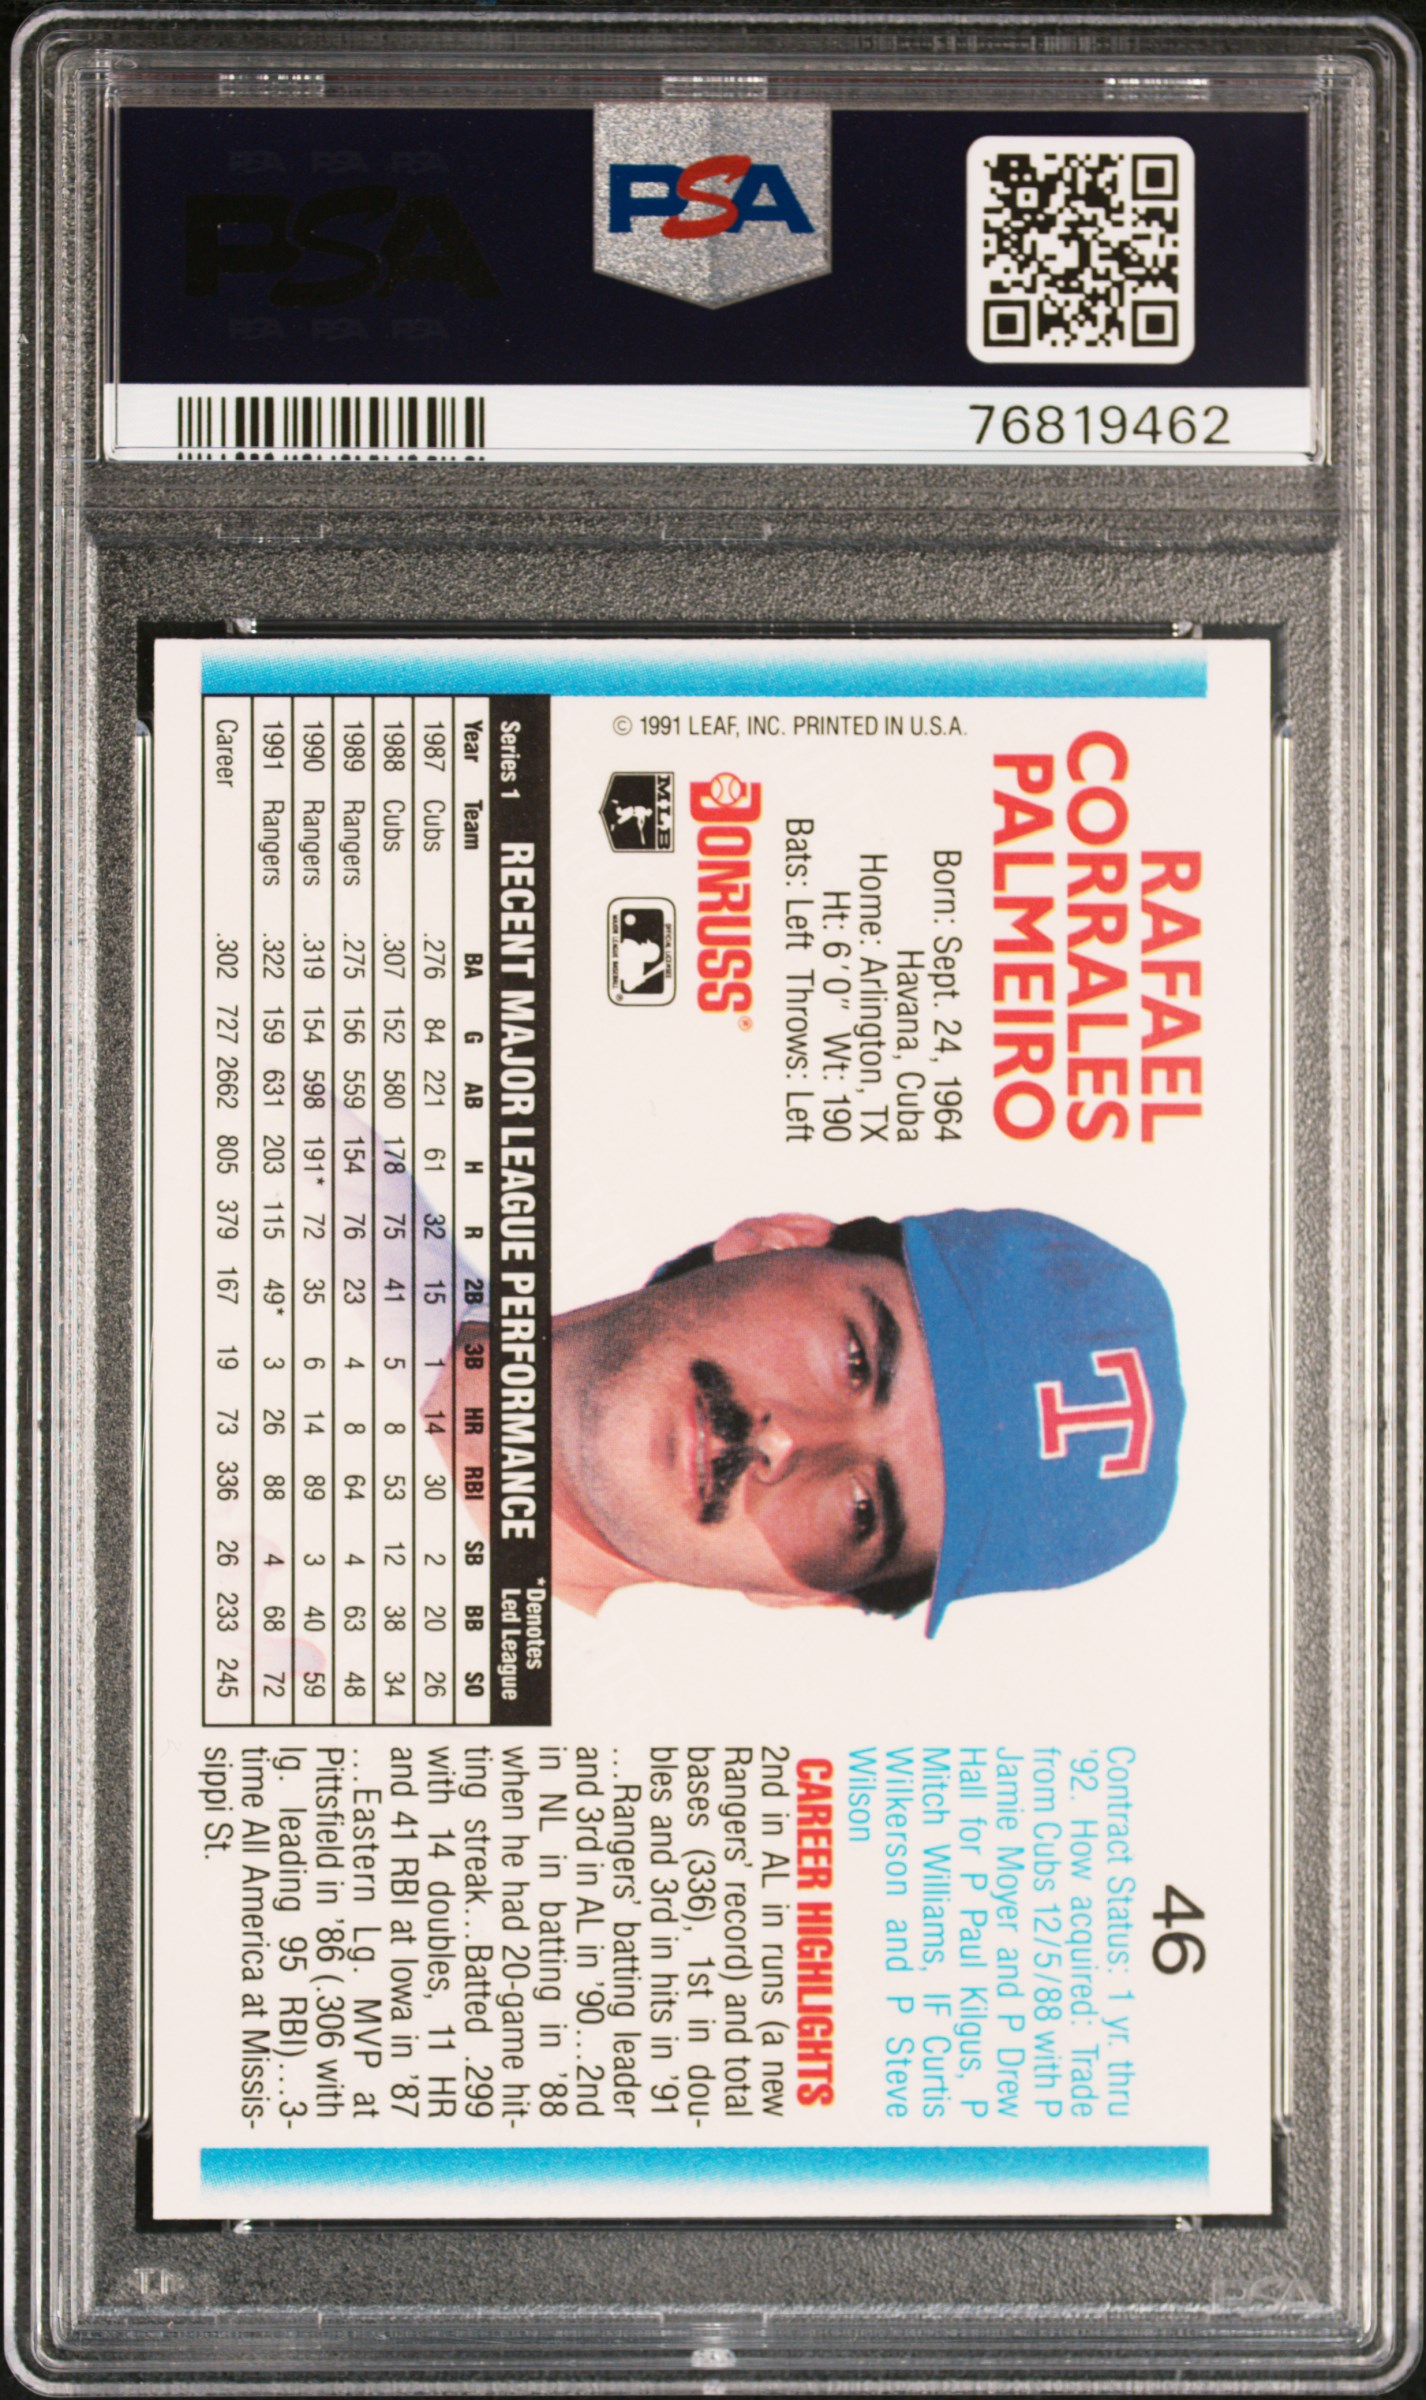 PSA PSA PSA
PSA
PSA PSA PSA
PSA
76819462
RAFAEL
CORRALES
PALMEIRO
Born: Sept. 24, 1964
Havana, Cuba
Home: Arlington, TX
Ht: 6'0" Wt: 190
Bats: Left Throws: Left
DONRUSS®
© 1991 LEAF, INC. PRINTED IN U.S.A.
MLB
46
Contract Status: 1 yr. thru
'92. How acquired: Trade
from Cubs 12/5/88 with P
Jamie Moyer and P Drew
Hall for P Paul Kilgus, P
Mitch Williams, IF Curtis
Wilkerson and P Steve
Wilson
CAREER HIGHLIGHTS
2nd in AL in runs (a new
Rangers' record) and total
bases (336), 1st in dou-
bles and 3rd in hits in '91
...Rangers' batting leader
and 3rd in AL in '90...2nd
in NL in batting in '88
when he had 20-game hit-
ting streak...Batted .299
with 14 doubles, 11 HR
and 41 RBI at Iowa in '87
...Eastern Lg. MVP at
Pittsfield in '86 (.306 with
lg. leading 95 RBI)...3-
time All America at Missis-
sippi St.
Series 1 RECENT MAJOR LEAGUE PERFORMANCE *Denotes
Led League
Year Team BA G AB H R 2B 3B HR RBI SB BB SO
1987 Cubs .276 84 221 61 32 15 1 14 30 2 20 26
1988 Cubs .307 152 580 178 75 41 5 8 53 12 38 34
1989 Rangers .275 156 559 154 76 23 4 8 64 4 63 48
1990 Rangers .319 154 598 191* 72 35 6 14 89 3 40 59
1991 Rangers .322 159 631 203 115 49* 3 26 88 4 68 72
Career .302 727 2662 805 379 167 19 73 336 26 233 245
T
PSA